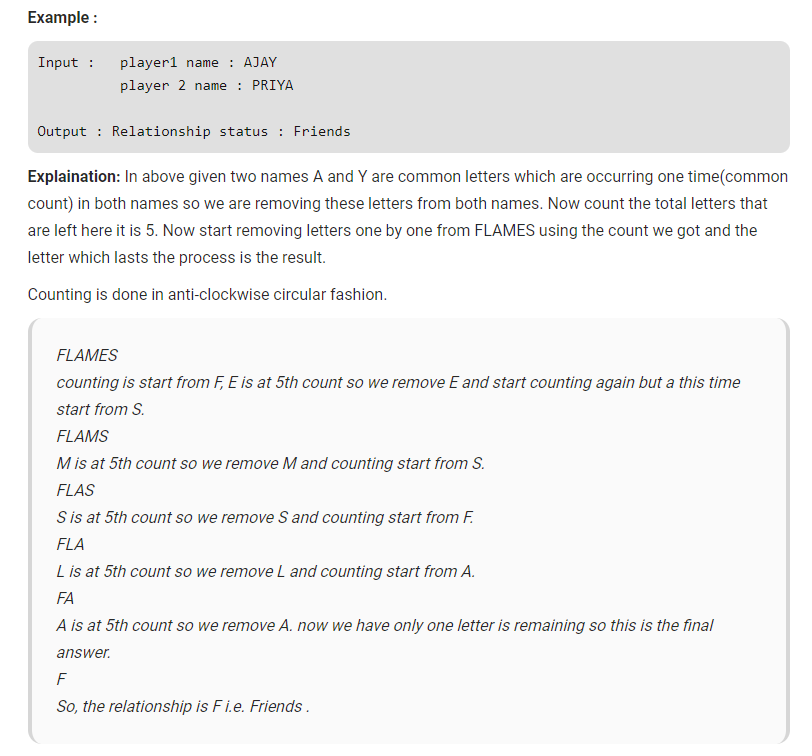 Example :
Input :   player1 name : AJAY
          player 2 name : PRIYA
Output : Relationship status : Friends
Explaination: In above given two names A and Y are common letters which are occurring one time(common
count) in both names so we are removing these letters from both names. Now count the total letters that
are left here it is 5. Now start removing letters one by one from FLAMES using the count we got and the
letter which lasts the process is the result.
Counting is done in anti-clockwise circular fashion.
FLAMES
counting is start from F, E is at 5th count so we remove E and start counting again but a this time
start from S.
FLAMS
M is at 5th count so we remove M and counting start from S.
FLAS
S is at 5th count so we remove S and counting start from F.
FLA
L is at 5th count so we remove L and counting start from A.
FA
A is at 5th count so we remove A. now we have only one letter is remaining so this is the final
answer.
F
So, the relationship is F i.e. Friends .